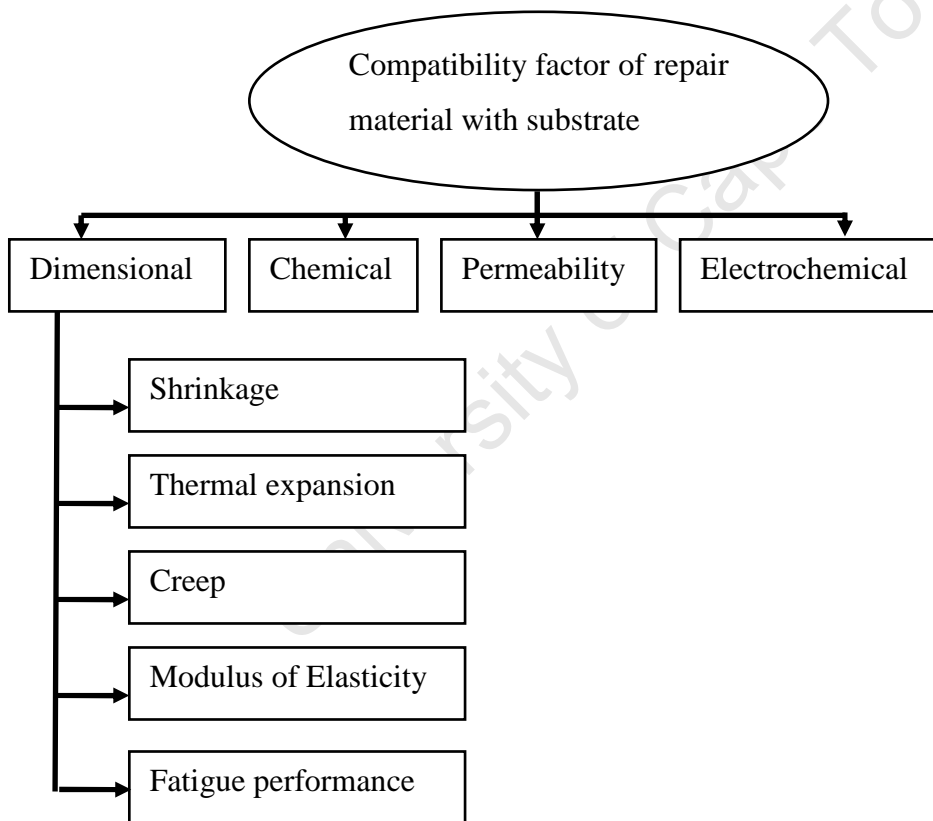 Compatibility factor of repair
material with substrate
Dimensional
Chemical
Permeability
Electrochemical
Shrinkage
Thermal expansion
Creep
Modulus of Elasticity
Fatigue performance